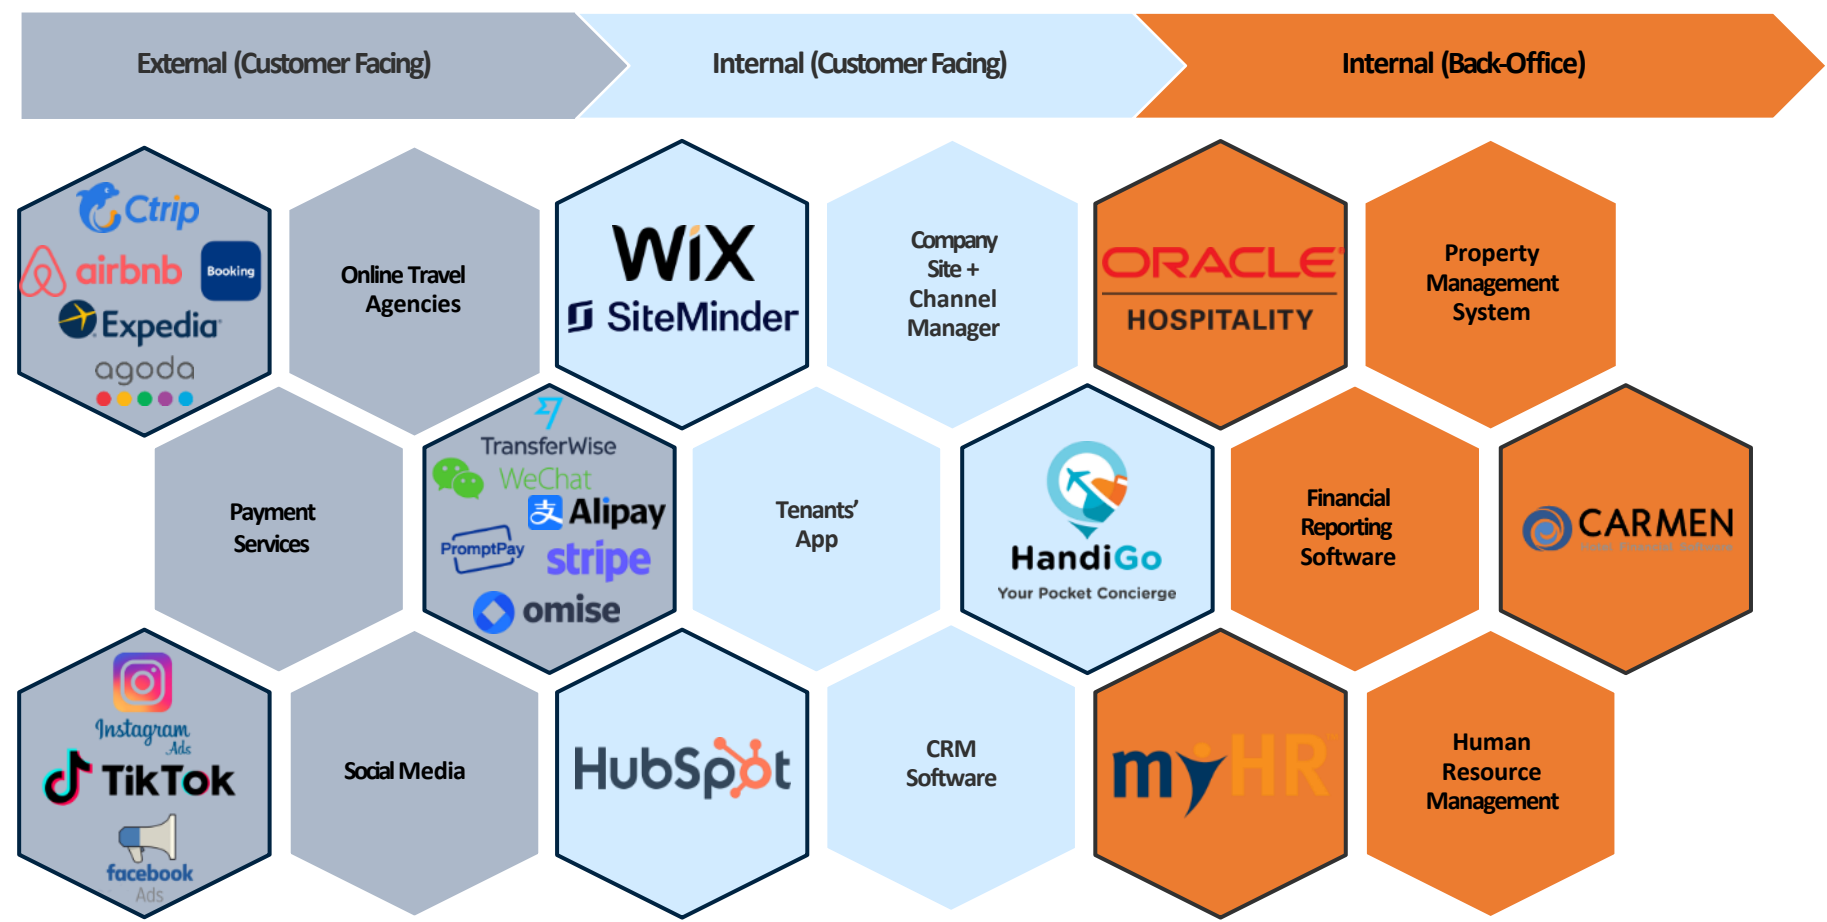 External (Customer Facing)
Internal (Customer Facing)
Internal (Back-Office)
Ctrip
airbnb
Booking
Expedia
agoda
Online Travel
Agencies
WiX
SiteMinder
Company
Site +
Channel
Manager
ORACLE
HOSPITALITY
Property
Management
System
Payment
Services
TransferWise
WeChat
支 Alipay
PromptPay
stripe
omise
Tenants’
App
HandiGo
Your Pocket Concierge
Financial
Reporting
Software
CARMEN
Instagram
Ads
TikTok
facebook
Ads
Social Media
HubSpot
CRM
Software
myHR
Human
Resource
Management